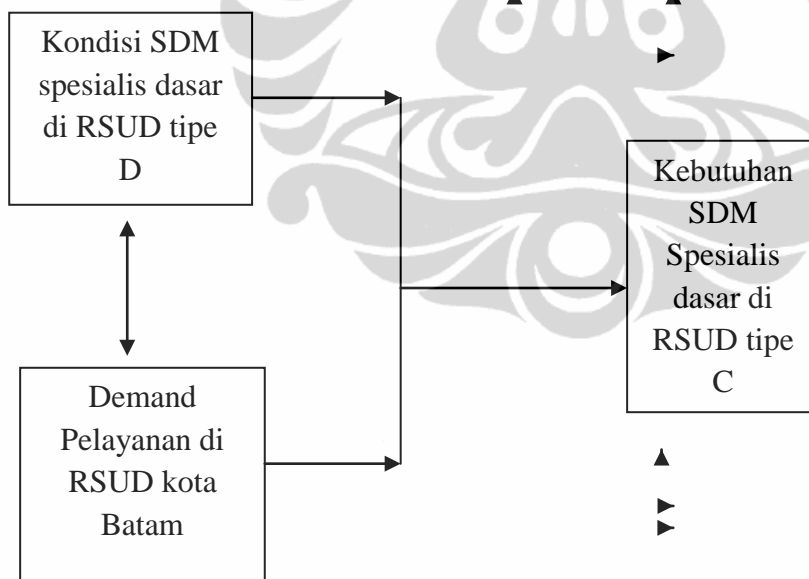 Kondisi SDM
spesialis dasar
di RSUD tipe
D
Kebutuhan
SDM
Spesialis
dasar di
RSUD tipe
C
Demand
Pelayanan di
RSUD kota
Batam